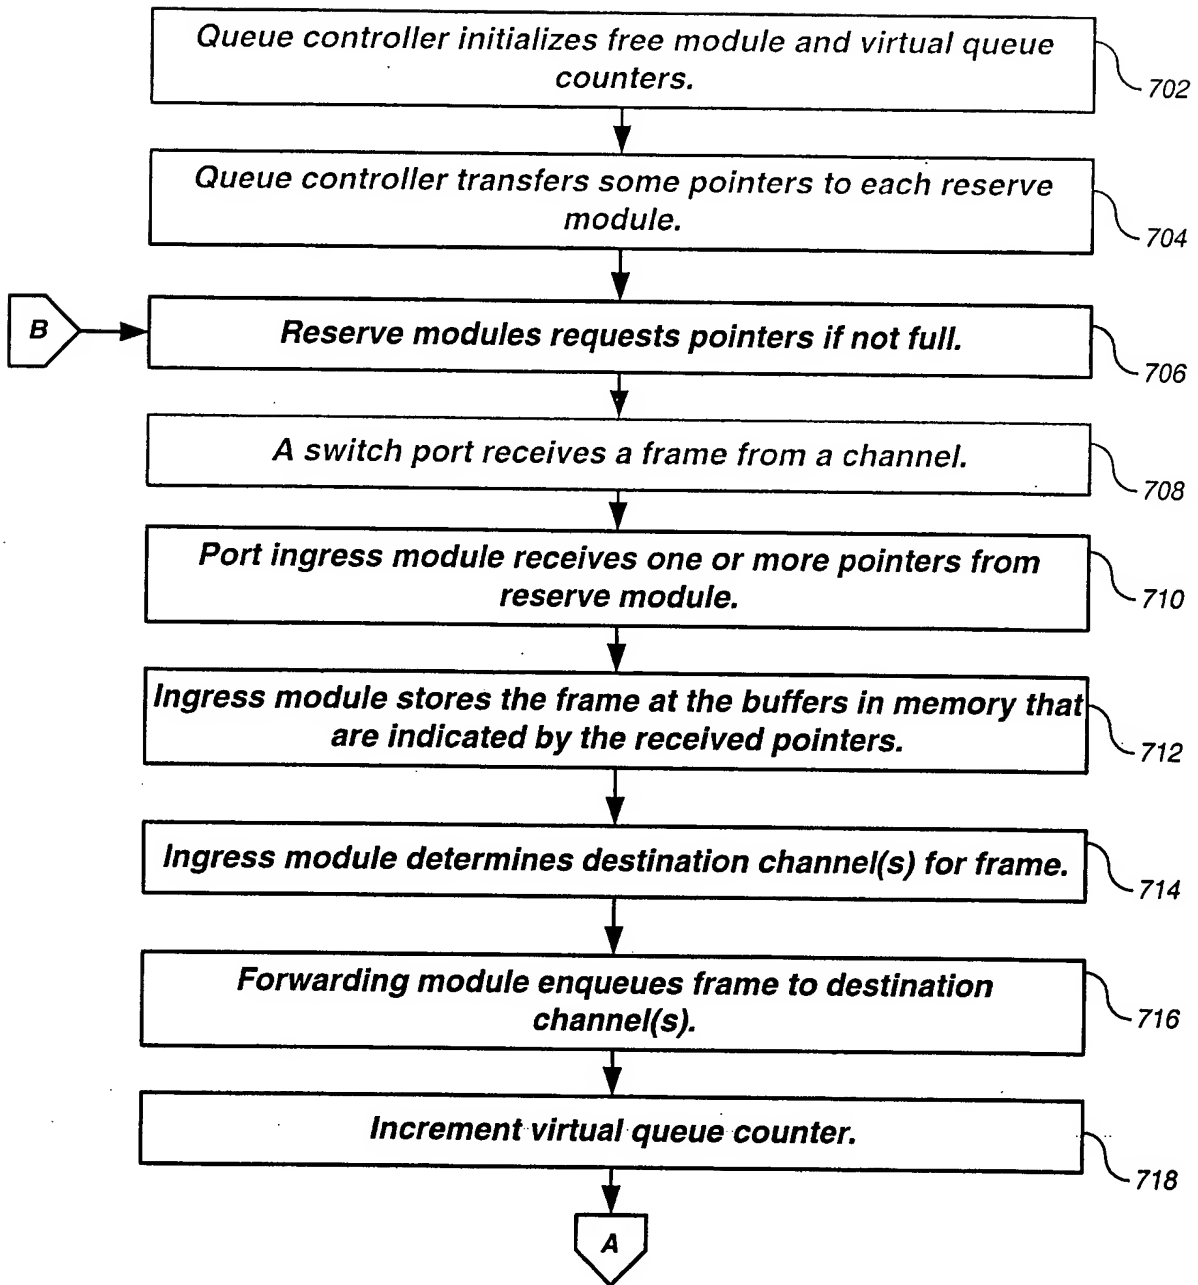 Queue controller initializes free module and virtual queue
counters.
702
Queue controller transfers some pointers to each reserve
module.
704
B
Reserve modules requests pointers if not full.
706
A switch port receives a frame from a channel.
708
Port ingress module receives one or more pointers from
reserve module.
710
Ingress module stores the frame at the buffers in memory that
are indicated by the received pointers.
712
Ingress module determines destination channel(s) for frame.
714
Forwarding module enqueues frame to destination
channel(s).
716
Increment virtual queue counter.
718
A